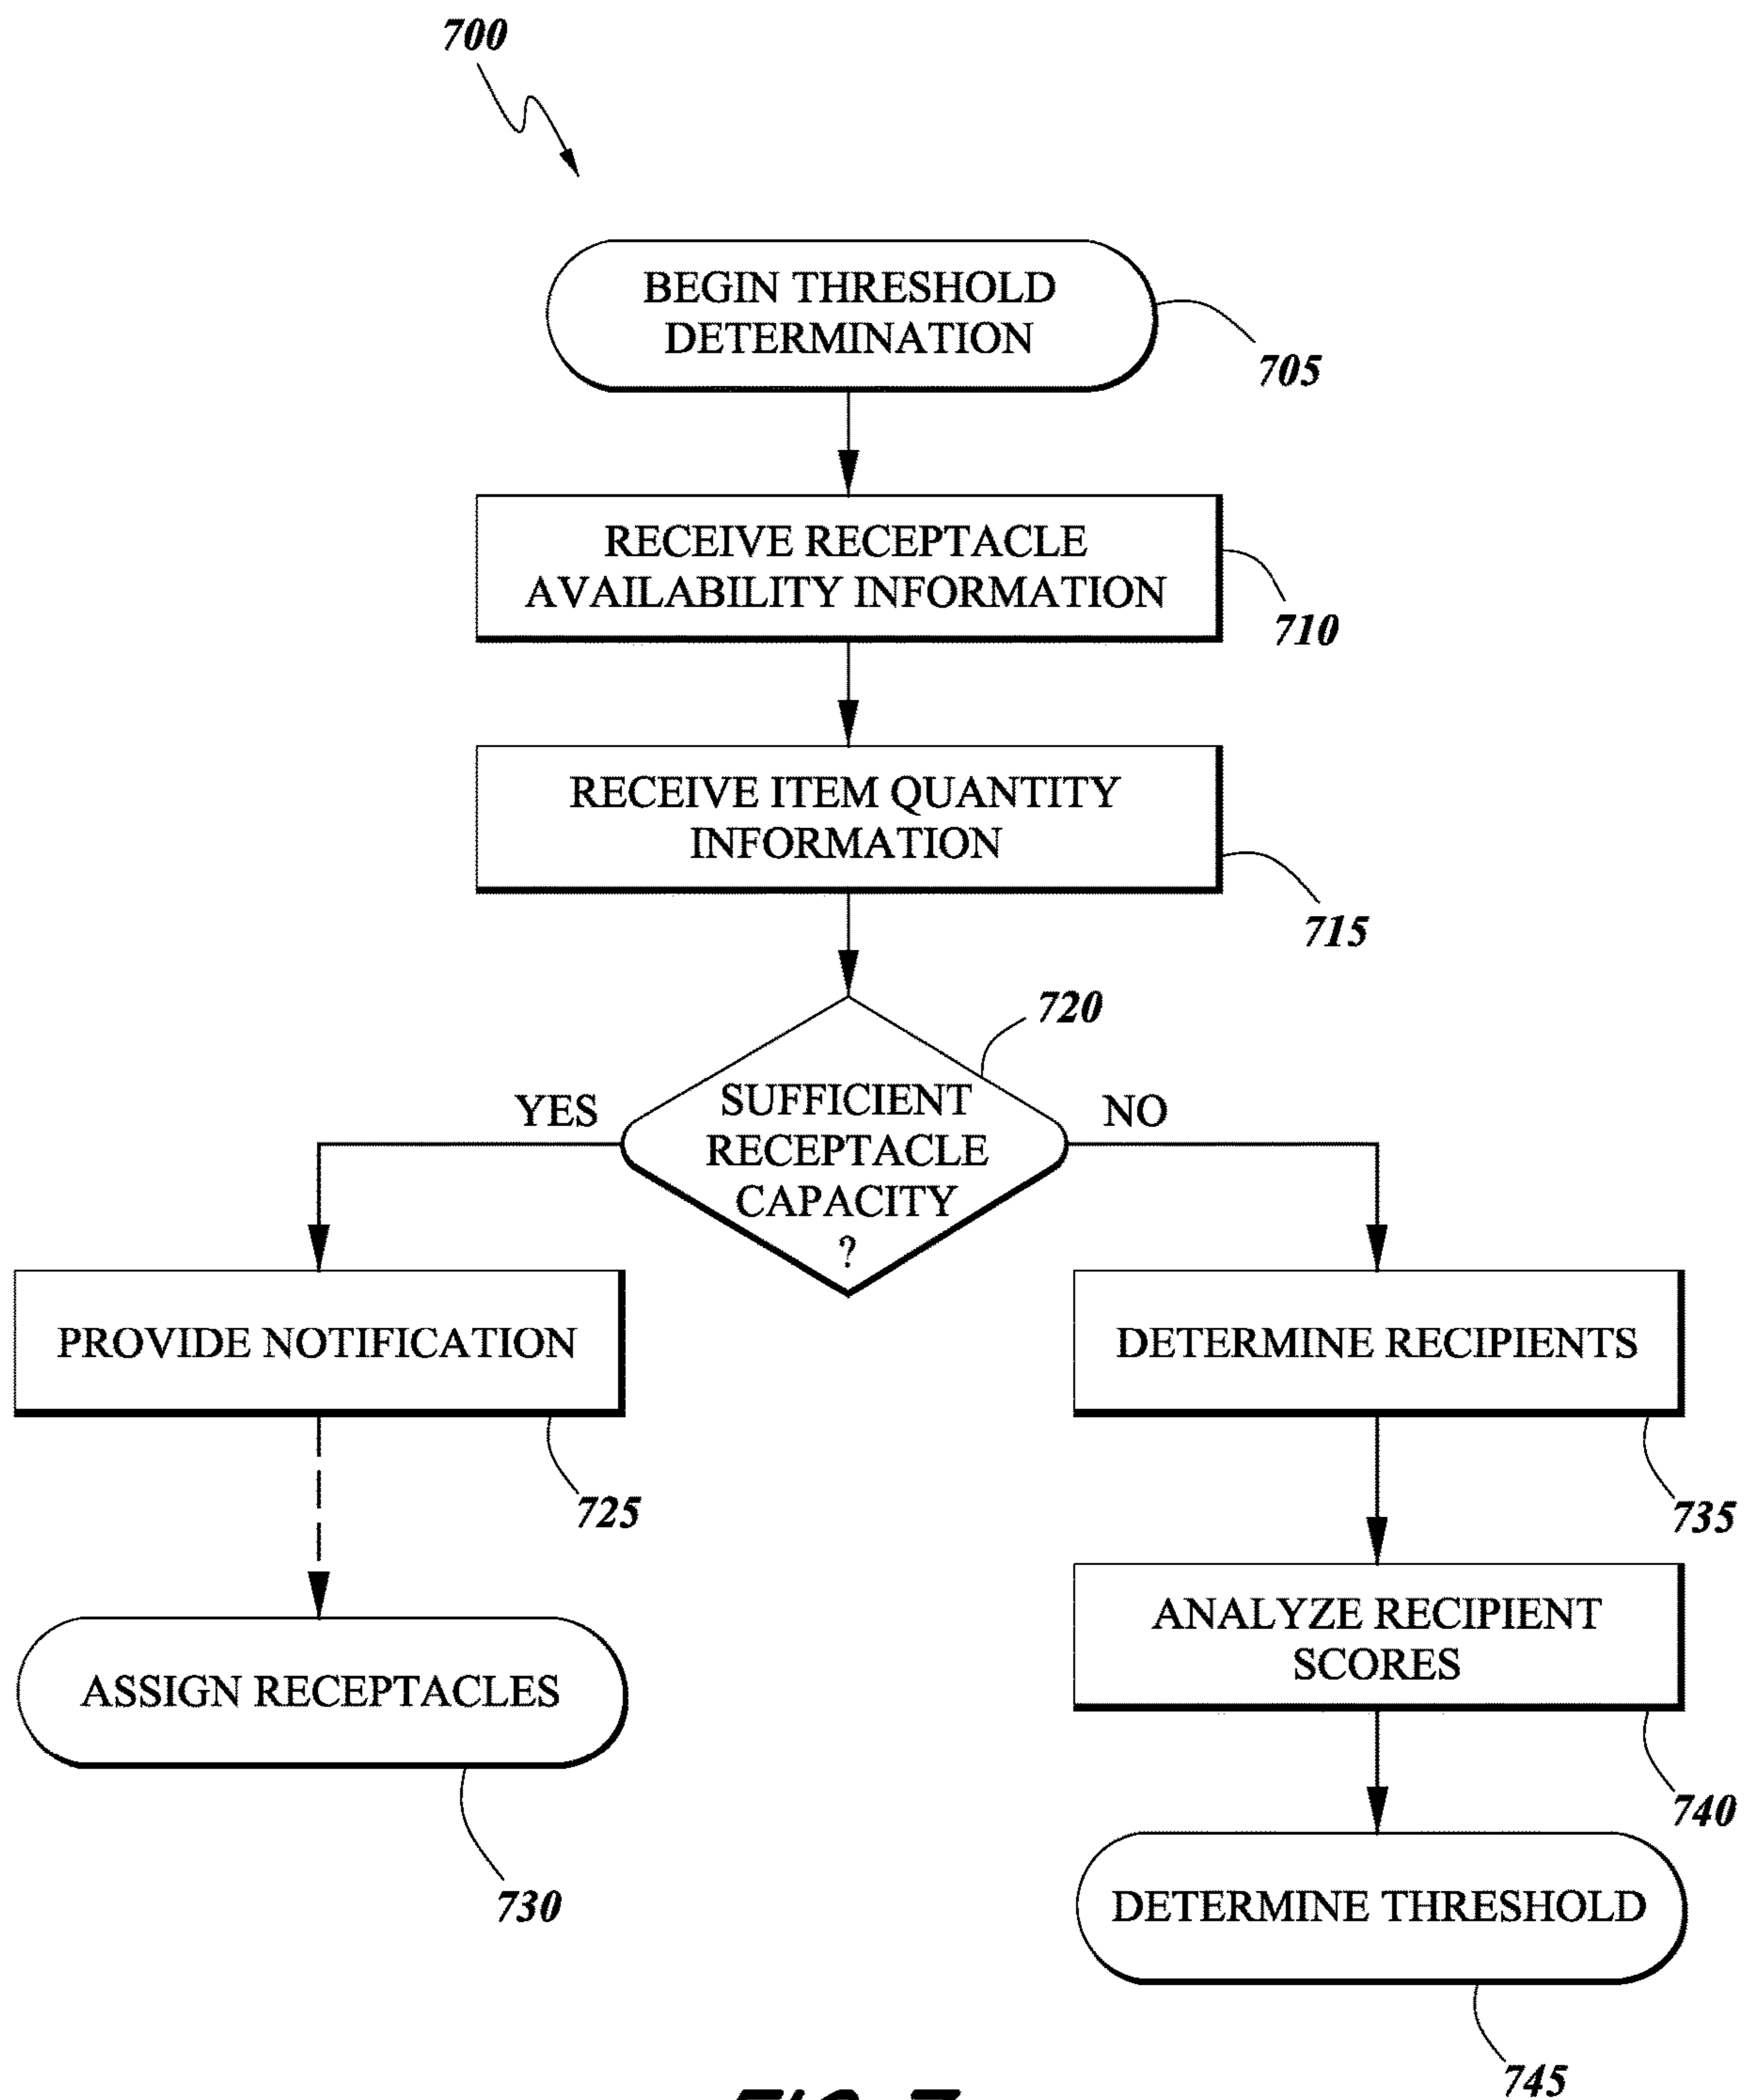 700
BEGIN THRESHOLD
DETERMINATION
705
RECEIVE RECEPTACLE
AVAILABILITY INFORMATION
710
RECEIVE ITEM QUANTITY
INFORMATION
715
720
YES
SUFFICIENT
RECEPTACLE
CAPACITY
?
NO
PROVIDE NOTIFICATION
725
DETERMINE RECIPIENTS
735
ASSIGN RECEPTACLES
730
ANALYZE RECIPIENT
SCORES
740
DETERMINE THRESHOLD
745